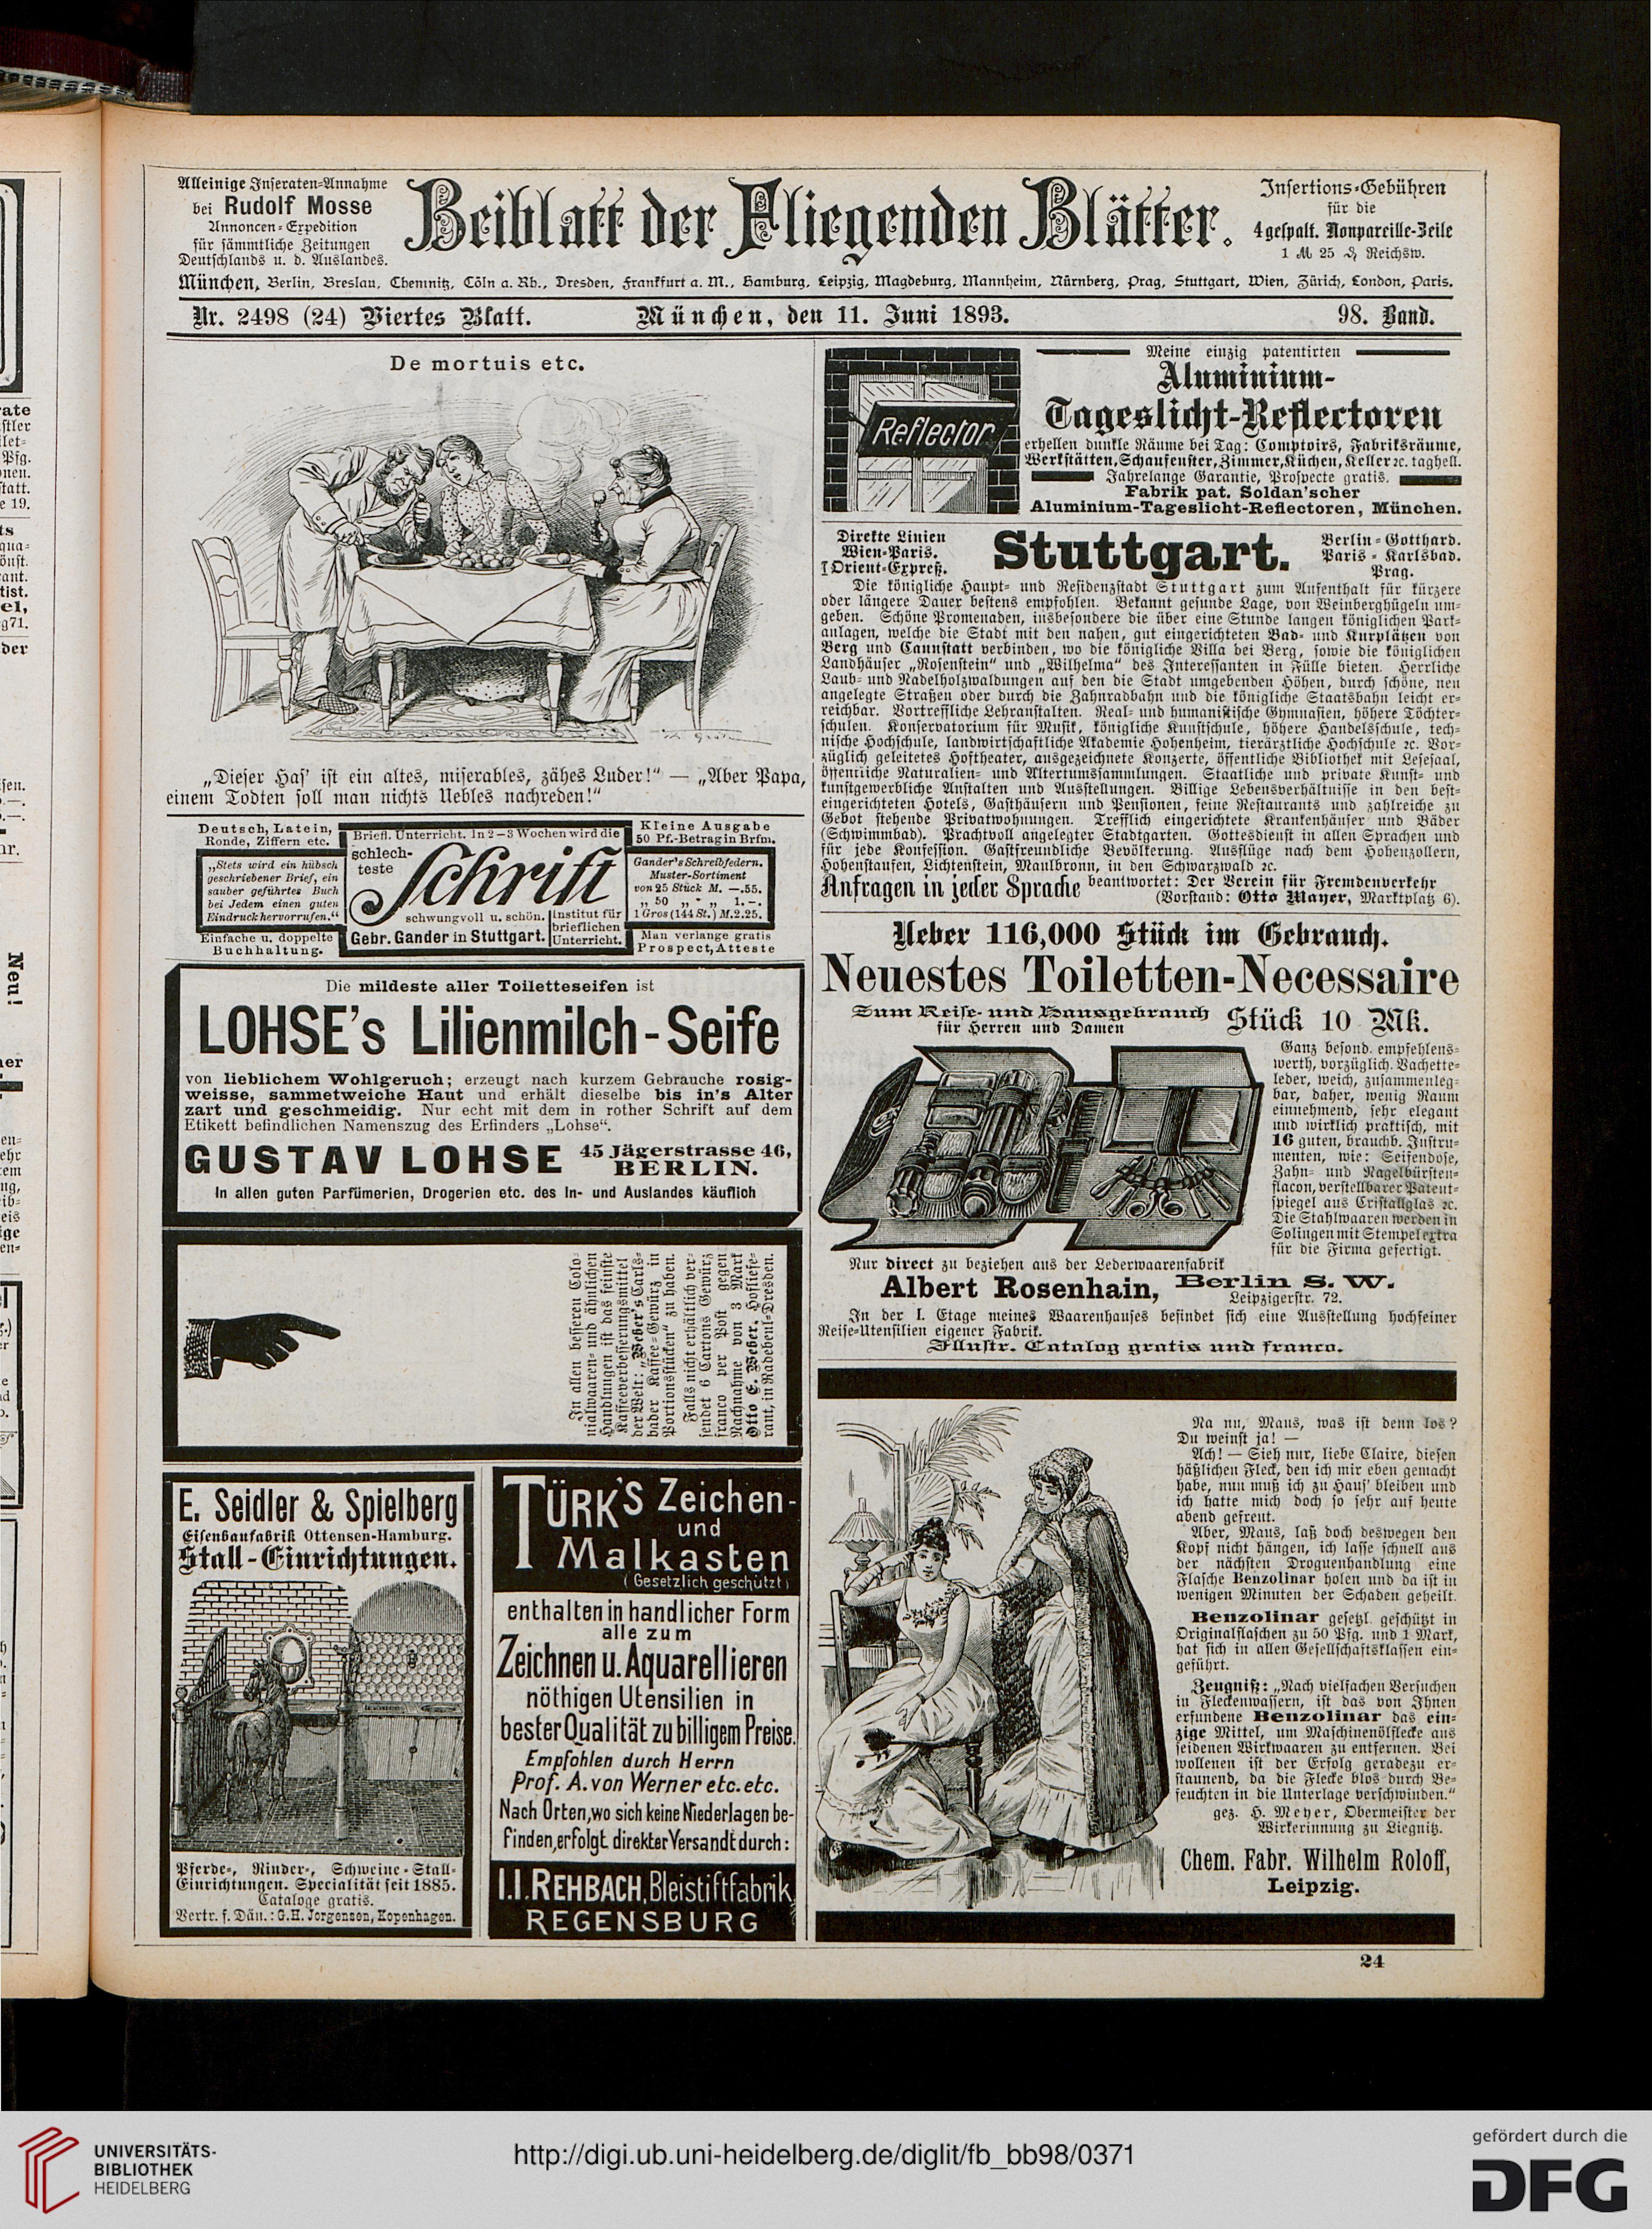 Alleinige Inseraten-Annahme
bei Rudolf Mosse
Annoncen-Expedition
für sämmtliche Zeitungen
Deutschlands u. d. Auslandes.
Beiblatt der Fliegenden Blätter.
Insertions-Gebühren
für die
4 gespalt. Nonpareille-Zeile
1 ℳ 25 ₰ Reichsw.
München, Berlin, Breslau, Chemnitz, Cöln a. Rh., Dresden, Frankfurt a. M., Hamburg, Leipzig, Magdeburg, Mannheim, Nürnberg, Prag, Stuttgart, Wien, Zürich, London, Paris.
Nr. 2498 (24) Viertes Blatt.
München, den 11. Juni 1893.
98. Band.
De mortuis etc.
„Dieser Has' ist ein altes, miserables, zähes Luder!“ — „Aber Papa,
einem Todten soll man nichts Uebles nachreden!“
Deutsch, Latein,
Ronde, Ziffern etc.
„Stets wird ein hübsch
geschriebener Brief, ein
sauber geführtes Buch
bei Jedem einen guten
Eindruck hervorrufen.“
Einfache u. doppelte
Buchhaltung.
Briefl. Unterricht. In 2–3 Wochen wird die
schlech-
teste
Schrift
schwungvoll u. schön.
Gebr. Gander in Stuttgart.
Institut für
brieflichen
Unterricht.
Kleine Ausgabe
50 Pf.-Betrag in Brfm.
Gander's Schreibfedern.
Muster-Sortiment
von 25 Stück M. —.55.
„ 50 „ „ 1.–.
1 Gros (144 St.) M. 2.25.
Man verlange gratis
Prospect, Atteste
Die mildeste aller Toiletteseifen ist
LOHSE's Lilienmilch-Seife
von lieblichem Wohlgeruch; erzeugt nach kurzem Gebrauche rosig-
weisse, sammetweiche Haut und erhält dieselbe bis in's Alter
zart und geschmeidig. Nur echt mit dem in rother Schrift auf dem
Etikett befindlichen Namenszug des Erfinders „Lohse“.
GUSTAV LOHSE
45 Jägerstrasse 46,
BERLIN.
In allen guten Parfümerien, Drogerien etc. des In- und Auslandes käuflich
In allen besseren Colo-
nialwaaren- und ähnlichen
Handlungen ist das feinste
Kaffeeverbesserungsmittel
der Welt: „Weber's Carls-
bader Kaffee-Gewürz in
Portionsstücken“ zu haben.
Falls nicht erhältlich ver-
sendet 6 Cartons Gewürz
franco per Post gegen
Nachnahme von 3 Mark
Otto E. Weber, Hofliefe-
rant, in Radebeul-Dresden.
E. Seidler & Spielberg
Eisenbaufabrik Ottensen-Hamburg.
Stall-Einrichtungen.
Pferde-, Rinder-, Schweine-Stall-
Einrichtungen. Specialität seit 1885.
Cataloge gratis.
Vertr. f. Dän.: G.H. Jorgensen, Kopenhagen.
TÜRK'S Zeichen-
und
Malkasten
(Gesetzlich geschützt)
enthalten in handlicher Form
alle zum
Zeichnen u. Aquarellieren
nöthigen Utensilien in
bester Qualität zu billigem Preise.
Empfohlen durch Herrn
Prof. A. von Werner etc. etc.
Nach Orten, wo sich keine Niederlagen be-
finden, erfolgt direkter Versandt durch:
I.I. REHBACH, Bleistiftfabrik
REGENSBURG
Reflector
Meine einzig patentirten
Aluminium-
Tageslicht-Reflectoren
erhellen dunkle Räume bei Tag: Comptoirs, Fabriksräume,
Werkstätten, Schaufenster, Zimmer, Küchen, Keller ꝛc. taghell.
Jahrelange Garantie, Prospecte gratis.
Fabrik pat. Soldan'scher
Aluminium-Tageslicht-Reflectoren, München.
Direkte Linien
Wien-Paris.
Orient-Expreß.
Stuttgart.
Berlin-Gotthard.
Paris-Karlsbad.
Prag.
Die königliche Haupt- und Residenzstadt Stuttgart zum Aufenthalt für kürzere
oder längere Dauer bestens empfohlen. Bekannt gesunde Lage, von Weinberghügeln um-
geben. Schöne Promenaden, insbesondere die über eine Stunde langen königlichen Park-
anlagen, welche die Stadt mit den nahen, gut eingerichteten Bad- und Kurplätzen von
Berg und Cannstatt verbinden, wo die königliche Villa bei Berg, sowie die königlichen
Landhäuser „Rosenstein“ und „Wilhelma“ des Interessanten in Fülle bieten. Herrliche
Laub- und Nadelholzwaldungen auf den die Stadt umgebenden Höhen, durch schöne, neu
angelegte Straßen oder durch die Zahnradbahn und die königliche Staatsbahn leicht er-
reichbar. Vortreffliche Lehranstalten. Real- und humanistische Gymnasien, höhere Töchter-
schulen. Konservatorium für Musik, königliche Kunstschule, höhere Handelsschule, tech-
nische Hochschule, landwirtschaftliche Akademie Hohenheim, tierärztliche Hochschule ꝛc. Vor-
züglich geleitetes Hoftheater, ausgezeichnete Konzerte, öffentliche Bibliothek mit Lesesaal,
öffentliche Naturalien- und Altertumssammlungen. Staatliche und private Kunst- und
kunstgewerbliche Anstalten und Ausstellungen. Billige Lebensverhältnisse in den best-
eingerichteten Hotels, Gasthäusern und Pensionen, feine Restaurants und zahlreiche zu
Gebot stehende Privatwohnungen. Trefflich eingerichtete Krankenhäuser und Bäder
(Schwimmbad). Prachtvoll angelegter Stadtgarten. Gottesdienst in allen Sprachen und
für jede Konfession. Gastfreundliche Bevölkerung. Ausflüge nach dem Hohenzollern,
Hohenstaufen, Lichtenstein, Maulbronn, in den Schwarzwald ꝛc.
Anfragen in jeder Sprache beantwortet: Der Verein für Fremdenverkehr
(Vorstand: Otto Mayer, Marktplatz 6).
Ueber 116,000 Stück im Gebrauch.
Neuestes Toiletten-Necessaire
Zum Reise- und Hausgebrauch
für Herren und Damen
Stück 10 Mk.
Ganz besond. empfehlens-
werth, vorzüglich. Vachette-
leder, weich, zusammenleg-
bar, daher, wenig Raum
einnehmend, sehr elegant
und wirklich praktisch, mit
16 guten, brauchb. Instru-
menten, wie: Seifendose,
Zahn- und Nagelbürsten-
flacon, verstellbarer Patent-
spiegel aus Cristallglas ꝛc.
Die Stahlwaaren werden in
Solingen mit Stempel extra
für die Firma gefertigt.
Nur direct zu beziehen aus der Lederwaarenfabrik
Albert Rosenhain, Berlin S. W.
Leipzigerstr. 72.
In der I. Etage meines Waarenhauses befindet sich eine Ausstellung hochfeiner
Reise-Utensilien eigener Fabrik.
Illustr. Catalog gratis und franco.
Na nu, Maus, was ist denn los?
Du weinst ja! —
Ach! — Sieh nur, liebe Claire, diesen
häßlichen Fleck, den ich mir eben gemacht
habe, nun muß ich zu Haus' bleiben und
ich hatte mich doch so sehr auf heute
abend gefreut.
Aber, Maus, laß doch deswegen den
Kopf nicht hängen, ich lasse schnell aus
der nächsten Droguenhandlung eine
Flasche Benzolinar holen und da ist in
wenigen Minuten der Schaden geheilt.
Benzolinar gesetzl. geschützt in
Originalflaschen zu 50 Pfg. und 1 Mark,
hat sich in allen Gesellschaftsklassen ein-
geführt.
Zeugniß: „Nach vielfachen Versuchen
in Fleckenwassern, ist das von Ihnen
erfundene Benzolinar das ein-
zige Mittel, um Maschinenölflecke aus
seidenen Wirkwaaren zu entfernen. Bei
wollenen ist der Erfolg geradezu er-
staunend, da die Flecke blos durch Be-
feuchten in die Unterlage verschwinden.“
gez. H. Meyer, Obermeister der
Wirkerinnung zu Liegnitz.
Chem. Fabr. Wilhelm Roloff,
Leipzig.
24
Neu!
UNIVERSITÄTS-
BIBLIOTHEK
HEIDELBERG
http://digi.ub.uni-heidelberg.de/diglit/fb_bb98/0371
gefördert durch die
DFG